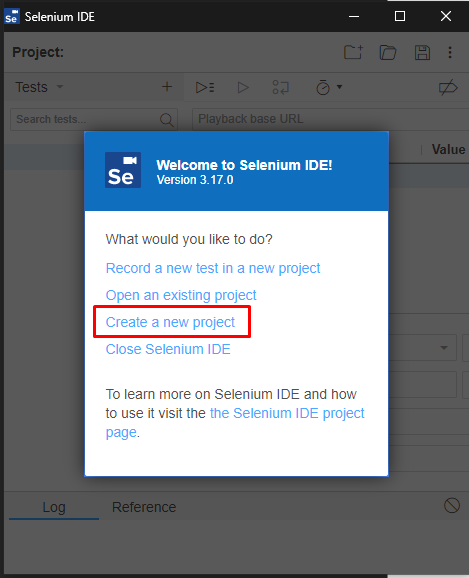 Se Selenium IDE
Project:
Tests
Search tests...
Playback base URL
Value
Se
Welcome to Selenium IDE!
Version 3.17.0
What would you like to do?
Record a new test in a new project
Open an existing project
Create a new project
Close Selenium IDE
To learn more on Selenium IDE and how
to use it visit the the Selenium IDE project
page.
Log Reference